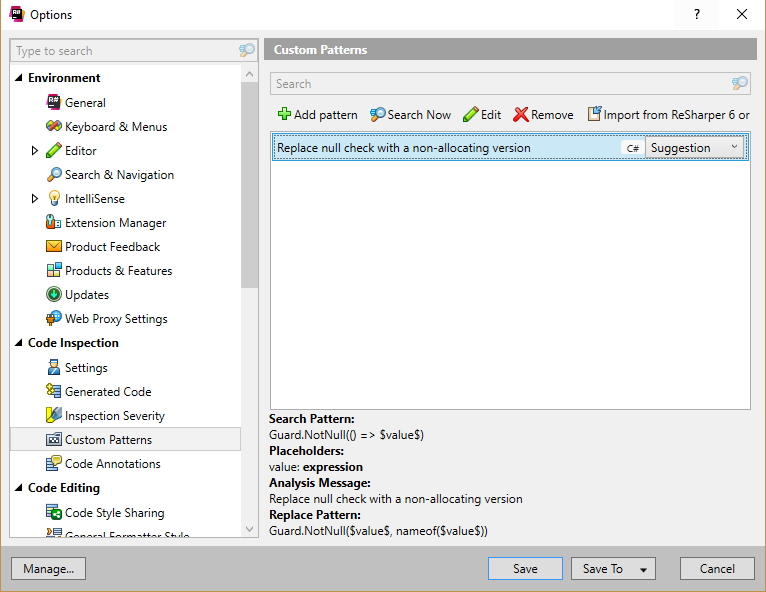 Options
?
Type to search
Environment
General
Keyboard & Menus
Editor
Search & Navigation
IntelliSense
Extension Manager
Product Feedback
Products & Features
Updates
Web Proxy Settings
Code Inspection
Settings
Generated Code
Inspection Severity
Custom Patterns
Code Annotations
Code Editing
Code Style Sharing
General Formatter Style
Custom Patterns
Search
Add pattern Search Now Edit Remove Import from ReSharper 6 or
Replace null check with a non-allocating version C# Suggestion
Search Pattern:
Guard.NotNull(() => $value$)
Placeholders:
value: expression
Analysis Message:
Replace null check with a non-allocating version
Replace Pattern:
Guard.NotNull($value$, nameof($value$))
Manage... Save Save To Cancel